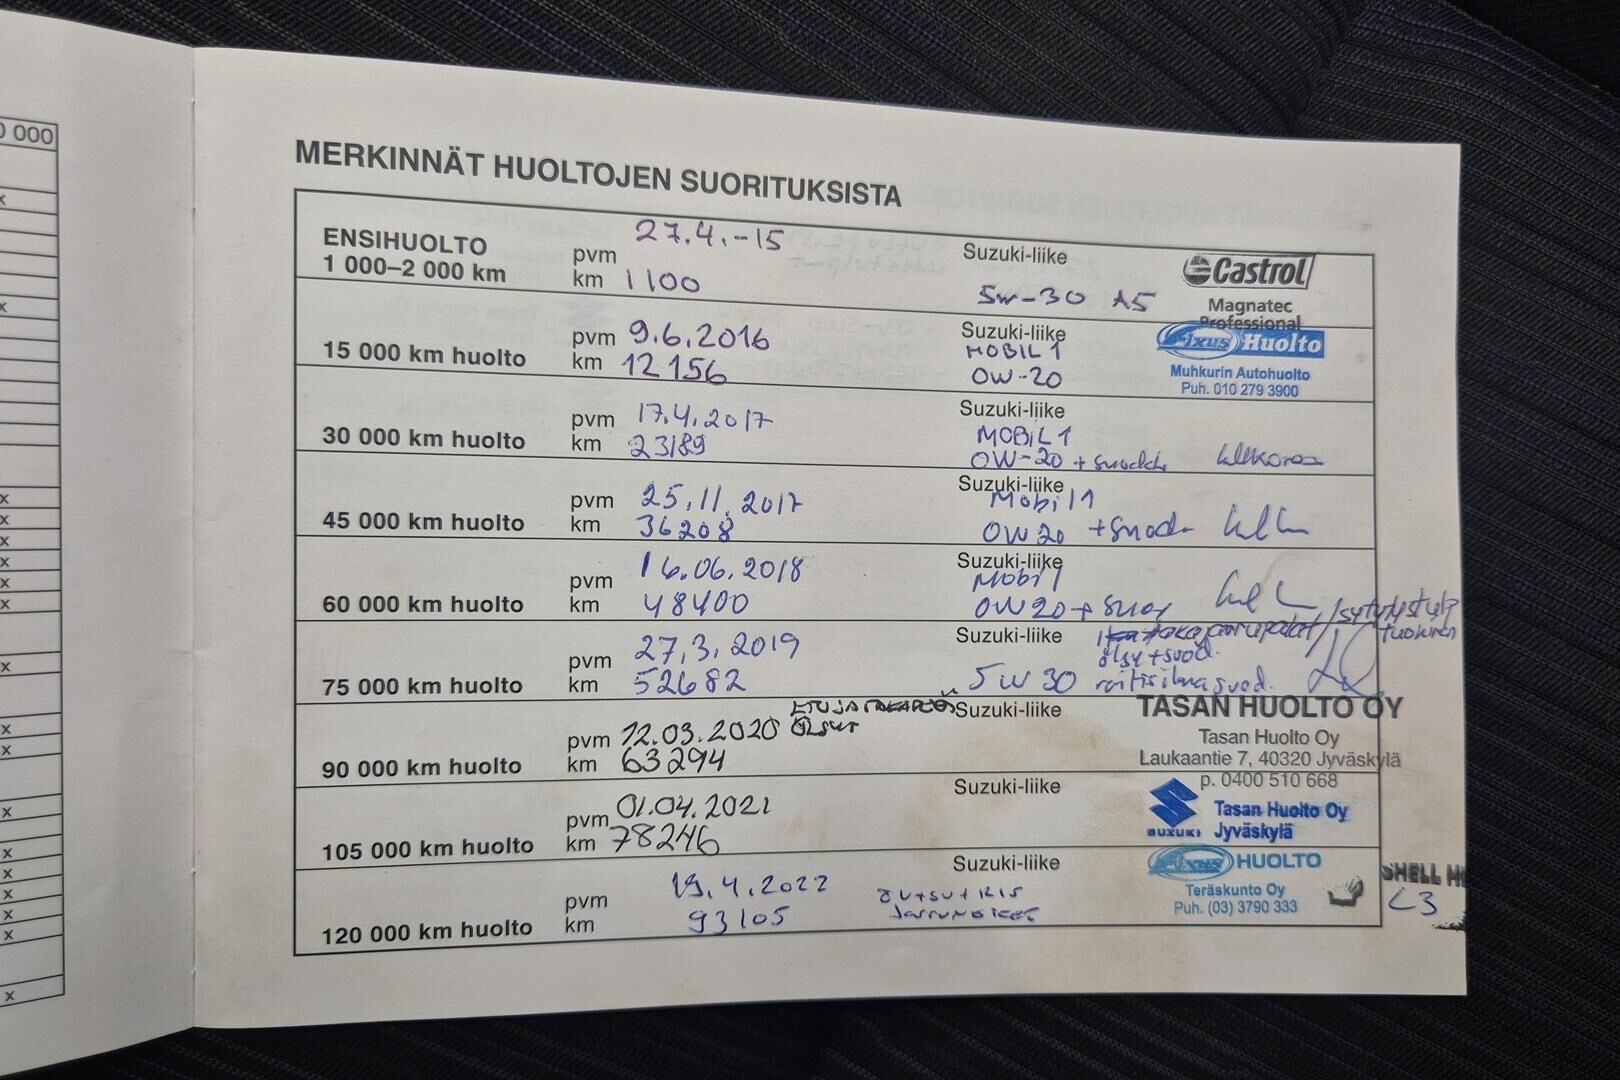 0 000
MERKINNÄT HUOLTOJEN SUORITUKSISTA
ENSIHUOLTO
1 000–2 000 km
pvm 27.4.-15
km 1100
Suzuki-liike
5W-30 A5
Castrol
Magnatec
Professional
15 000 km huolto
pvm 9.6.2016
km 12156
Suzuki-liike
MOBIL 1
0W-20
Fixus Huolto
Muhkurin Autohuolto
Puh. 010 279 3900
30 000 km huolto
pvm 17.4.2017
km 23189
Suzuki-liike
MOBIL 1
0W-20 +
45 000 km huolto
pvm 25.11.2017
km 36208
Suzuki-liike
Mobil 1
0W20 +
60 000 km huolto
pvm 16.06.2018
km 48400
Suzuki-liike
Mobil 1
0W20 +
75 000 km huolto
pvm 27.3.2019
km 52682
Suzuki-liike
öljy + suod.
5W30 raitisilmasuod.
90 000 km huolto
pvm 12.03.2020
km 63294
Suzuki-liike
TASAN HUOLTO OY
Tasan Huolto Oy
Laukaantie 7, 40320 Jyväskylä
p. 0400 510 668
105 000 km huolto
pvm 01.04.2021
km 78246
Suzuki-liike
SUZUKI
Tasan Huolto Oy
Jyväskylä
120 000 km huolto
pvm 19.4.2022
km 93105
Suzuki-liike
Fixus HUOLTO
Teräskunto Oy
Puh. (03) 3790 333
SHELL